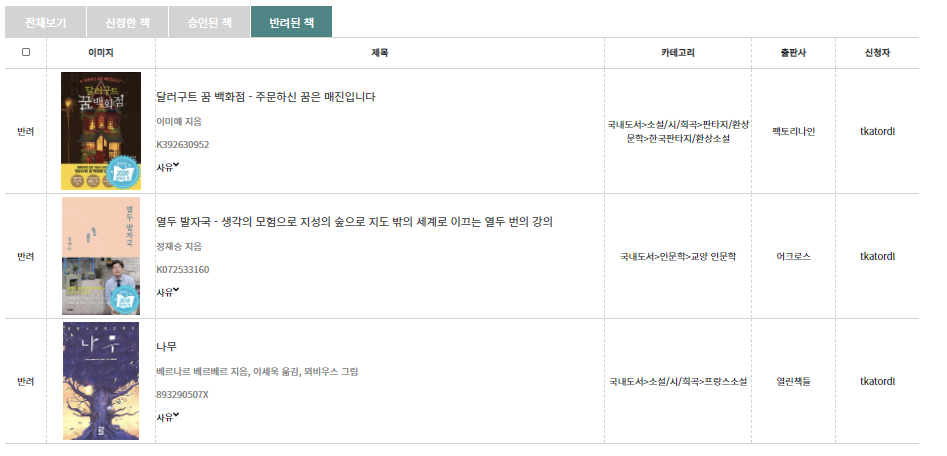 전체보기 신청한 책 승인된 책 반려된 책
이미지 제목 카테고리 출판사 신청자
달러구트
꿈 백화점
2020
반려
달러구트 꿈 백화점 - 주문하신 꿈은 매진입니다
이미예 지음
K392630952
사유
국내도서>소설/시/희곡>판타지/환상
문학>한국판타지/환상소설
팩토리나인
tkatordl
열두 발자국
정재승
반려
열두 발자국 - 생각의 모험으로 지성의 숲으로 지도 밖의 세계로 이끄는 열두 번의 강의
정재승 지음
K072533160
사유
국내도서>인문학>교양 인문학
어크로스
tkatordl
나무
반려
나무
베르나르 베르베르 지음, 이세욱 옮김, 뫼비우스 그림
893290507X
사유
국내도서>소설/시/희곡>프랑스소설
열린책들
tkatordl